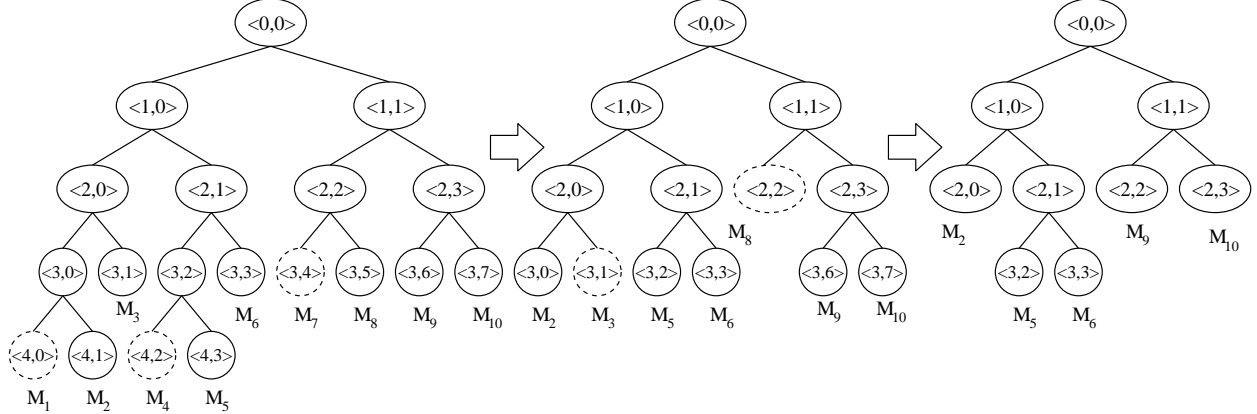 <0,0> <0,0> <0,0>
<1,0> <1,1> <1,0> <1,1> <1,0> <1,1>
<2,0> <2,1> <2,2> <2,3> <2,0> <2,1> <2,2> <2,3> <2,0> <2,1> <2,2> <2,3>
M8 M2 M9 M10
<3,0> <3,1> <3,2> <3,3> <3,4> <3,5> <3,6> <3,7> <3,0> <3,1> <3,2> <3,3> <3,6> <3,7> <3,2> <3,3>
M3 M6 M7 M8 M9 M10 M2 M3 M5 M6 M9 M10 M5 M6
<4,0> <4,1> <4,2> <4,3>
M1 M2 M4 M5